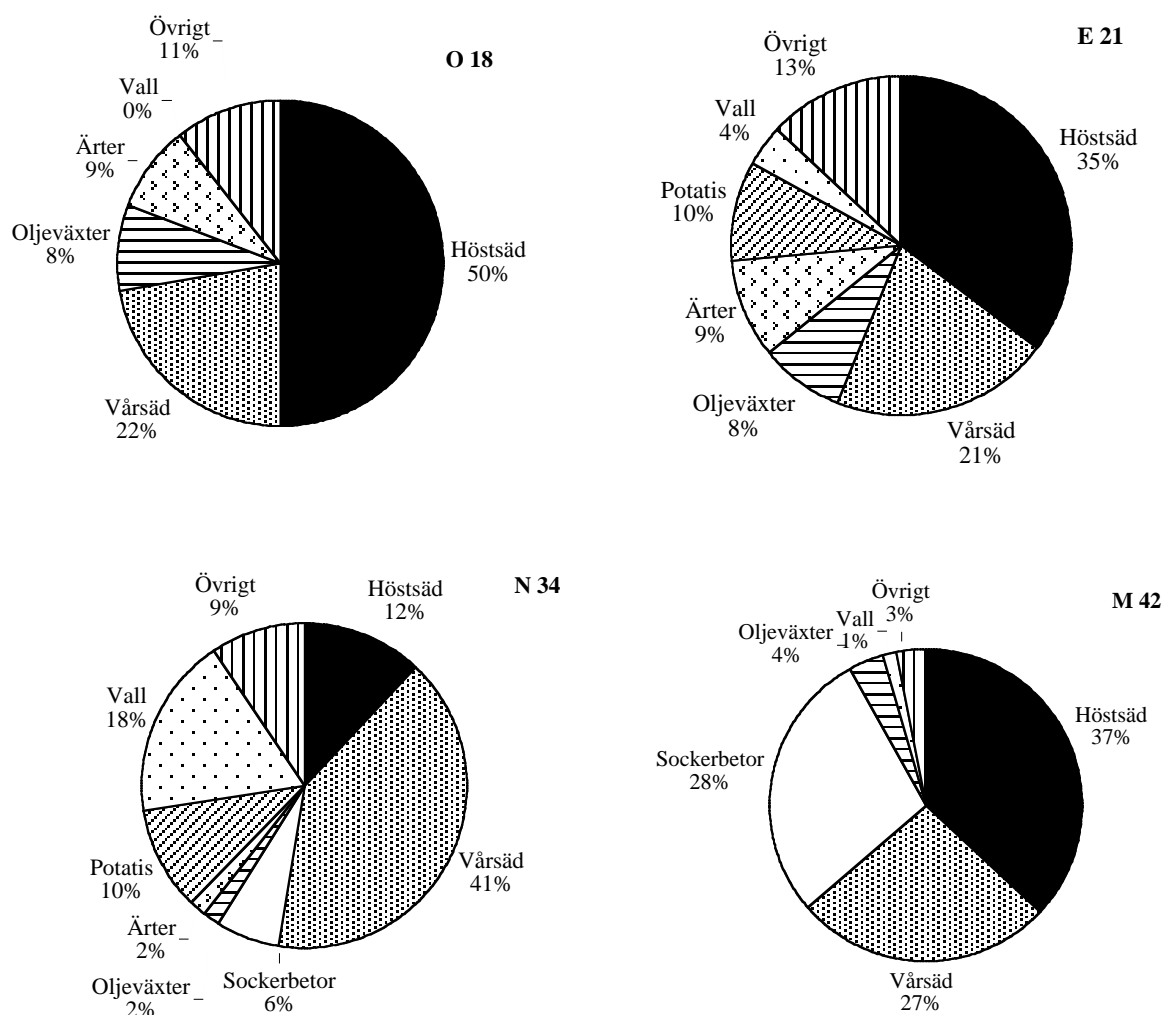 O 18
Övrigt
11%
Vall
0%
Ärter
9%
Oljeväxter
8%
Höstsäd
50%
Vårsäd
22%
E 21
Övrigt
13%
Vall
4%
Höstsäd
35%
Potatis
10%
Ärter
9%
Oljeväxter
8%
Vårsäd
21%
N 34
Övrigt
9%
Höstsäd
12%
Vall
18%
Vårsäd
41%
Potatis
10%
Ärter
2%
Oljeväxter
2%
Sockerbetor
6%
M 42
Övrigt
3%
Vall
1%
Oljeväxter
4%
Höstsäd
37%
Sockerbetor
28%
Vårsäd
27%